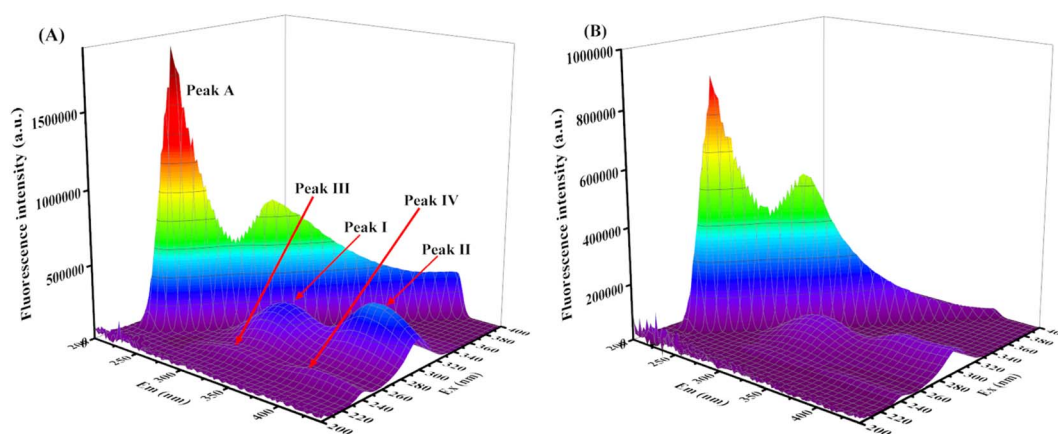 (A)
Peak A
Peak III
Peak IV
Peak I
Peak II
Fluorescence intensity (a.u.)
1500000
1000000
500000
250
300
350
400
Em (nm)
200
220
240
260
280
300
320
340
360
380
400
Ex (nm)
(B)
Fluorescence intensity (a.u.)
1000000
800000
600000
400000
200000
250
300
350
400
Em (nm)
200
220
240
260
280
300
320
340
360
380
Ex (nm)